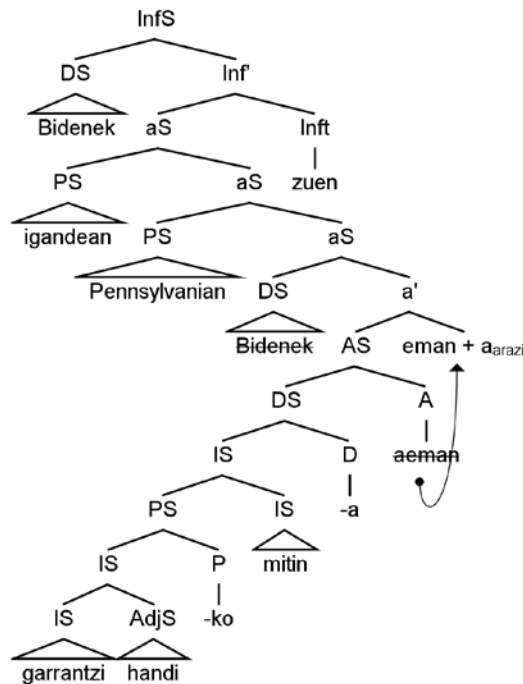 InfS
DS Inf'
Bidenek aS Inft
PS aS zuen
igandean PS aS
Pennsylvanian DS a'
Bidenek AS eman + a arazi
DS A
IS D aeman
PS IS -a
IS P mitin
IS AdjS -ko
garrantzi handi